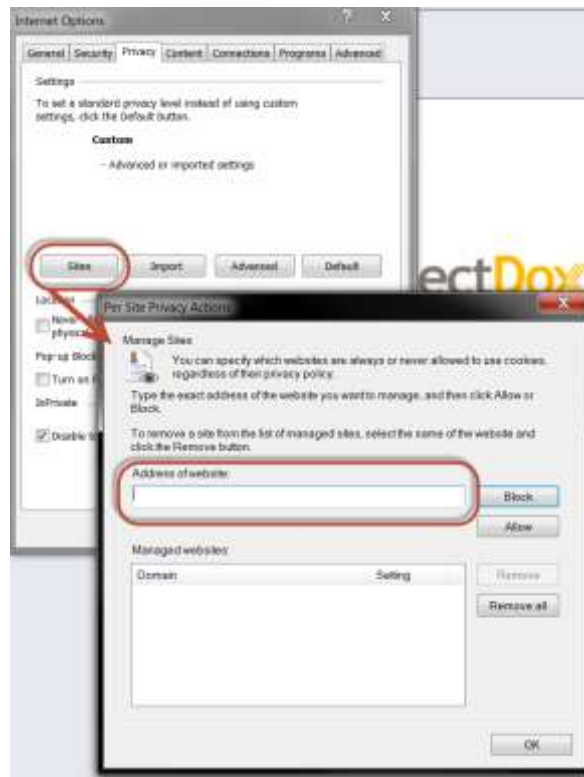 Internet Options
General Security Privacy Content Connections Programs Advanced
Settings
To set a standard privacy level instead of using custom
settings, click the Default button.
Custom
- Advanced or imported settings
Sites Import Advanced Default
ectDox
Location
Never
physica
Pop-up Block
Turn on
InPrivate
Disable to
Per Site Privacy Actions
Manage Sites
You can specify which websites are always or never allowed to use cookies,
regardless of their privacy policy.
Type the exact address of the website you want to manage, and then click Allow or
Block.
To remove a site from the list of managed sites, select the name of the website and
click the Remove button.
Address of website:
Block
Allow
Managed websites:
Domain Setting
Remove
Remove all
OK